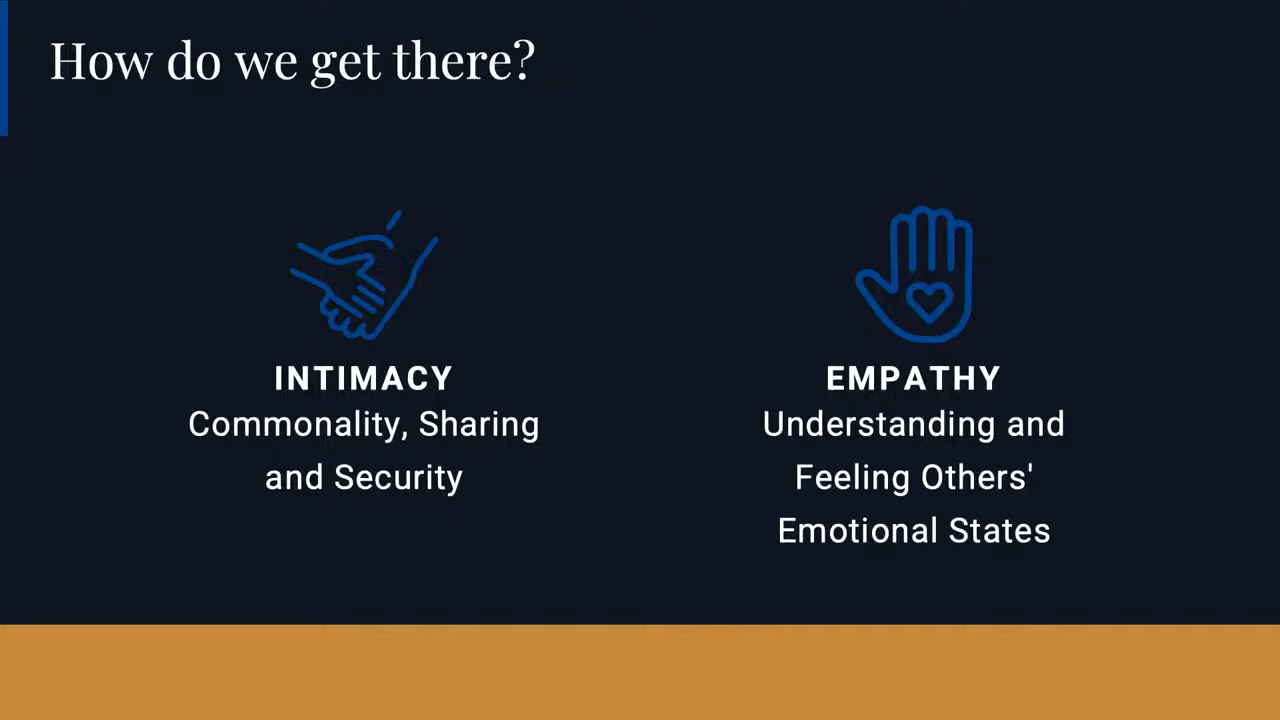 How do we get there?
INTIMACY
Commonality, Sharing
and Security
EMPATHY
Understanding and
Feeling Others'
Emotional States